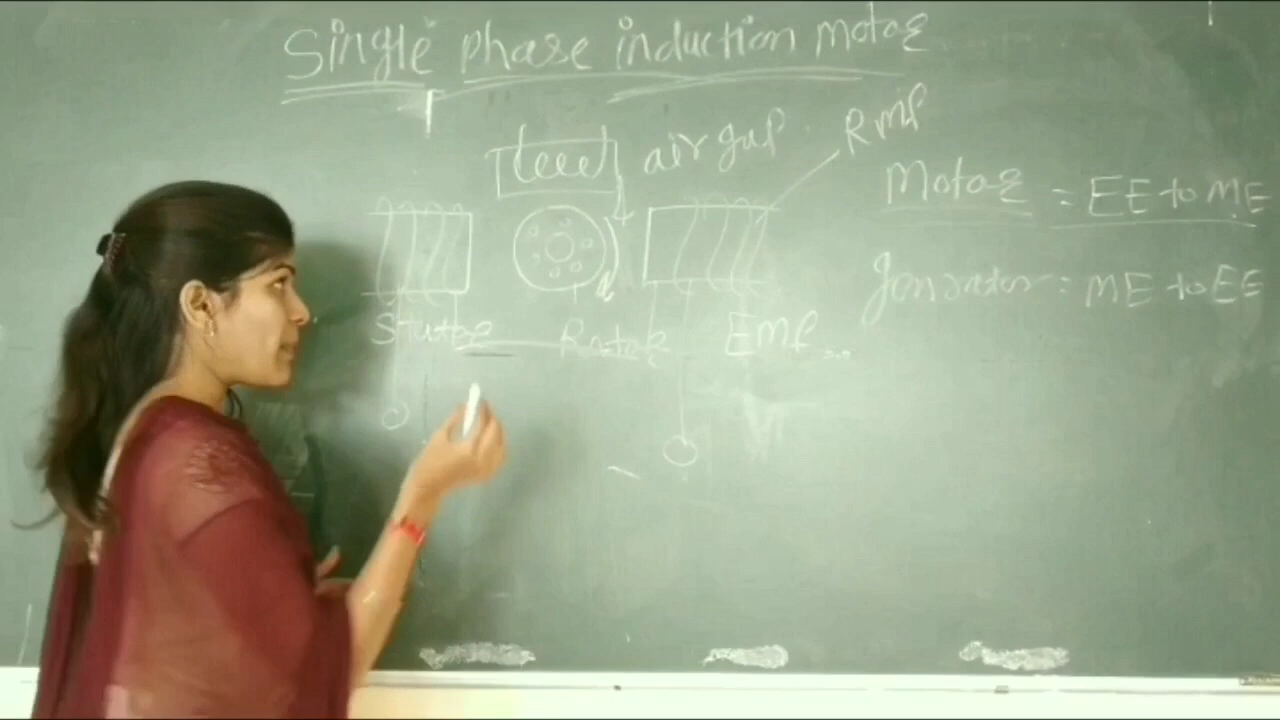 Single phase induction motor
air gap
Rmf
Motor = EE to ME
Generator = ME to EE
Stator Rotor Emf